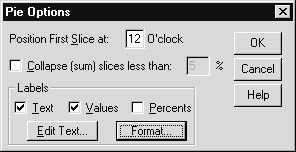 Pie Options
Position First Slice at: 12 O'clock
OK
Collapse (sum) slices less than: 5 %
Cancel
Help
Labels
Text Values Percents
Edit Text... Format...